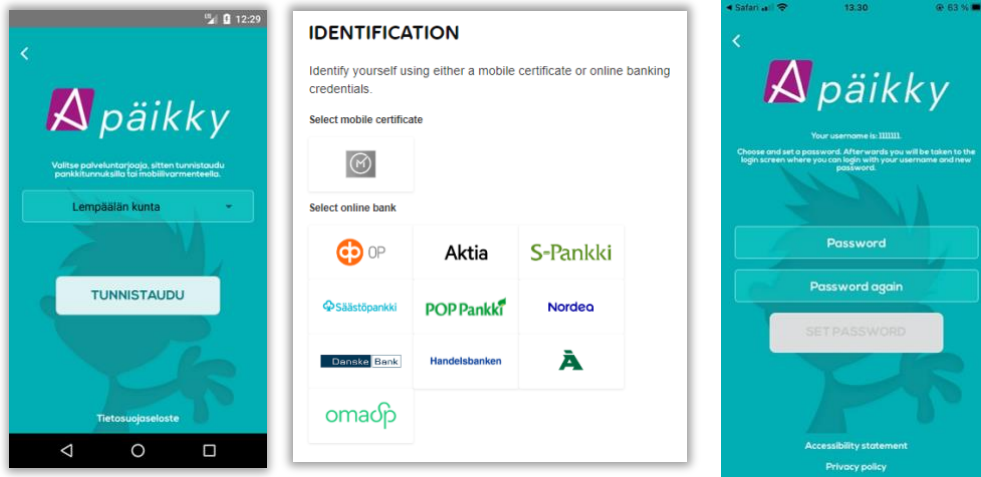 12:29
päikky
Valitse palveluntarjoaja, sitten tunnistaudu
pankkitunnuksilla tai mobiilivarmenteella.
Lempäälän kunta
TUNNISTAUDU
Tietosuojaseloste
IDENTIFICATION
Identify yourself using either a mobile certificate or online banking
credentials.
Select mobile certificate
M
Select online bank
OP
Aktia
S-Pankki
Säästöpankki
POP Pankki
Nordea
Danske Bank
Handelsbanken
Å
omasp
Safari
13.30
63 %
päikky
Your username is: 1111111.
Choose and set a password. Afterwards you will be taken to the
login screen where you can login with your username and new
password.
Password
Password again
SET PASSWORD
Accessibility statement
Privacy policy